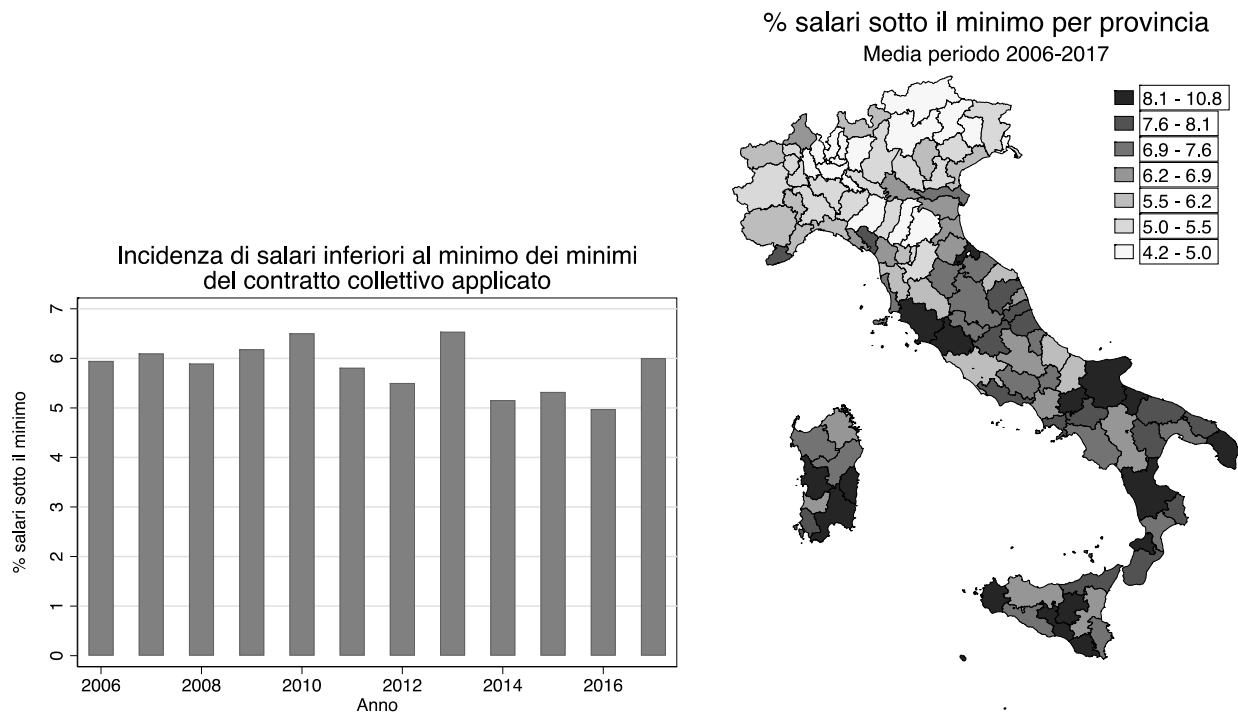 Incidenza di salari inferiori al minimo dei minimi
del contratto collettivo applicato
% salari sotto il minimo
7
6
5
4
3
2
1
0
2006
2008
2010
2012
2014
2016
Anno
% salari sotto il minimo per provincia
Media periodo 2006-2017
8.1 - 10.8
7.6 - 8.1
6.9 - 7.6
6.2 - 6.9
5.5 - 6.2
5.0 - 5.5
4.2 - 5.0